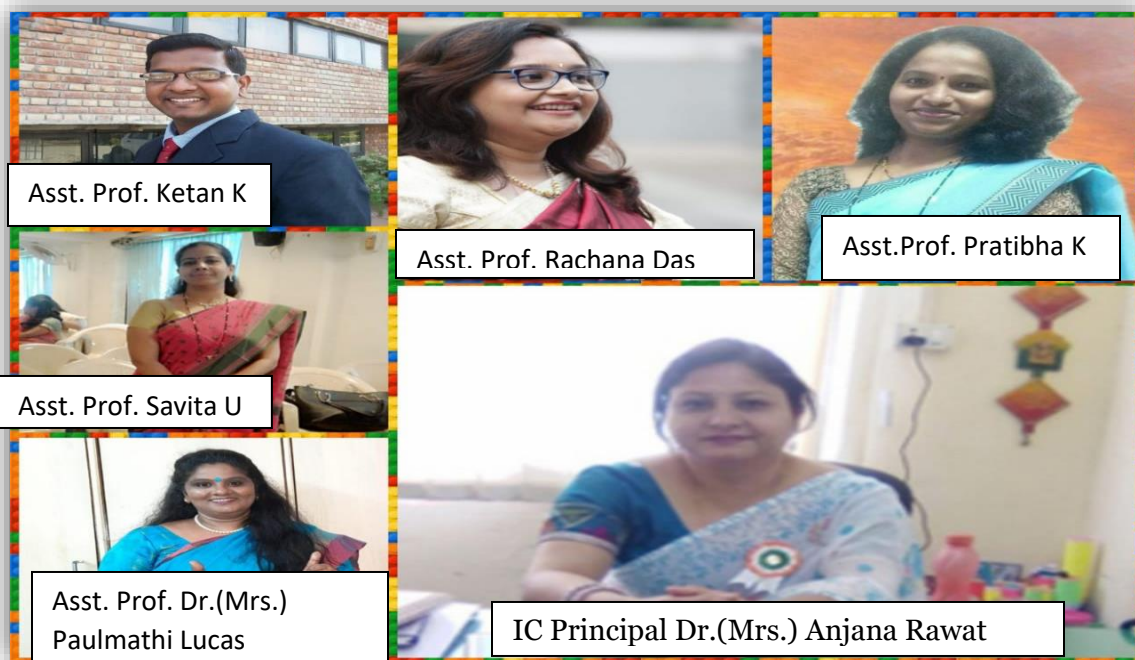 Asst. Prof. Ketan K
Asst. Prof. Rachana Das
Asst.Prof. Pratibha K
Asst. Prof. Savita U
Asst. Prof. Dr.(Mrs.)
Paulmathi Lucas
IC Principal Dr.(Mrs.) Anjana Rawat